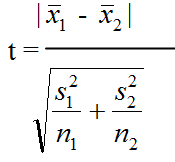 t = | x̄₁ - x̄₂ | / √( s₁²/n₁ + s₂²/n₂ )